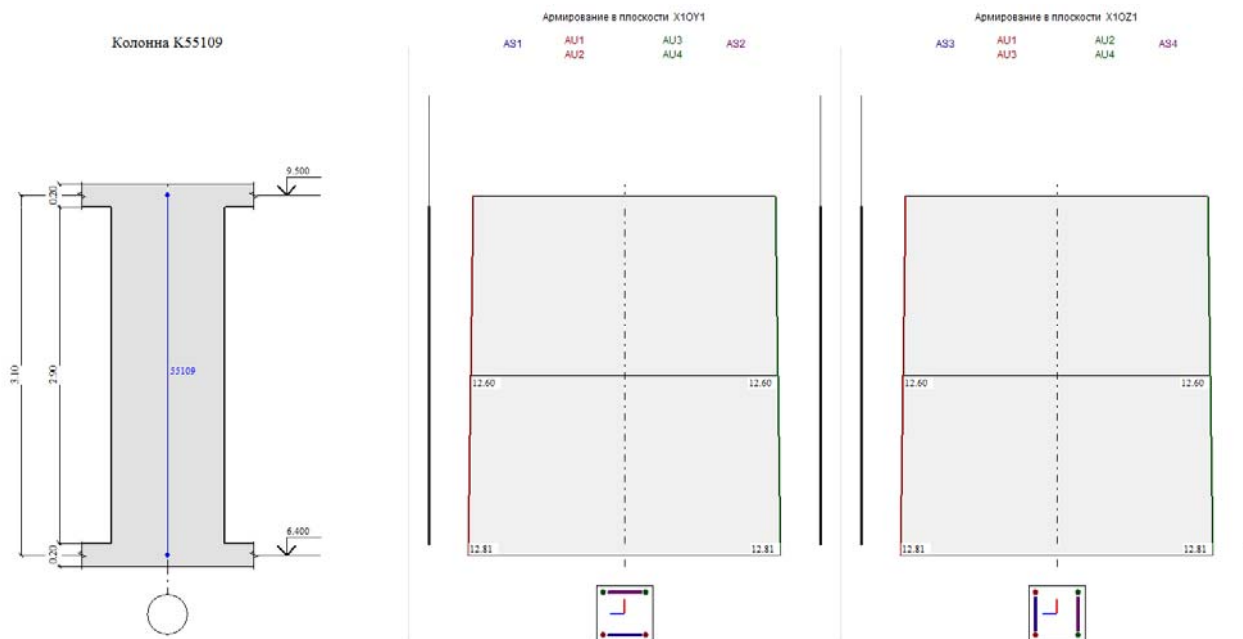 Колонна K55109
9.500
0.20
3.10
2.90
55109
6.400
0.20
Армирование в плоскости X1OY1
AS1 AU1 AU3 AS2
AU2 AU4
12.60 12.60
12.81 12.81
Армирование в плоскости X1OZ1
AS3 AU1 AU2 AS4
AU3 AU4
12.60 12.60
12.81 12.81